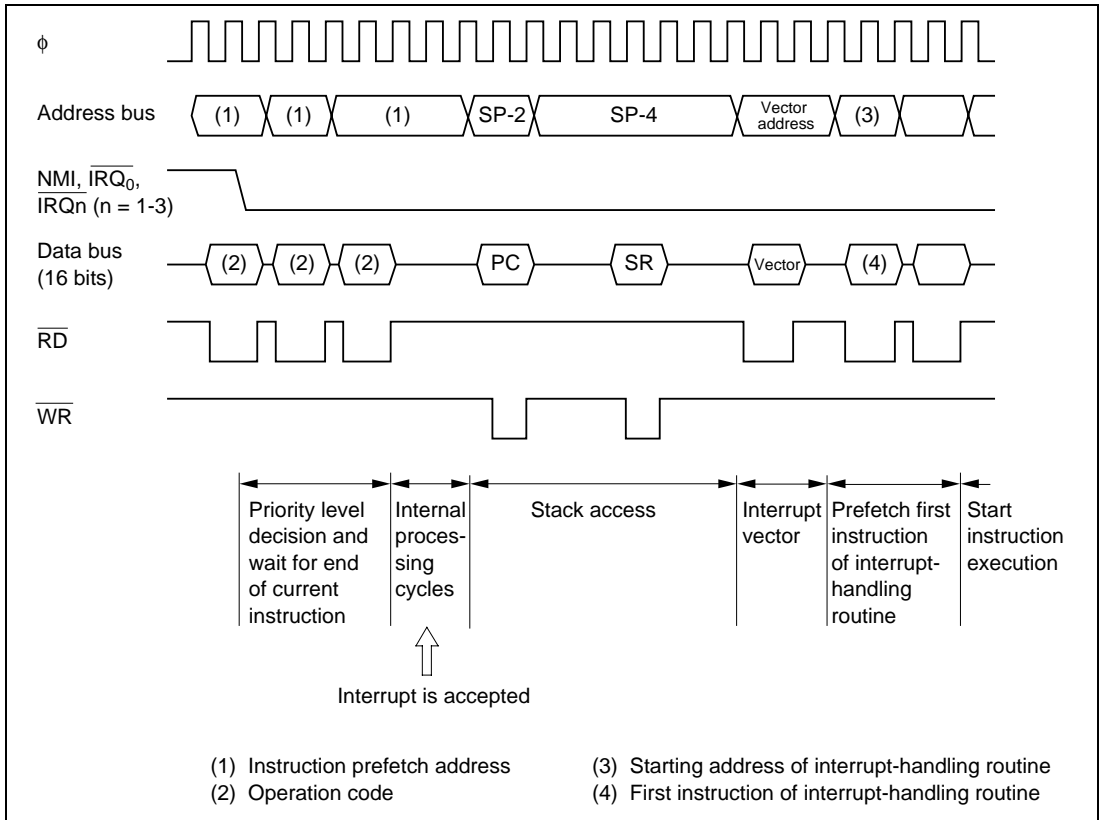 φ
Address bus
(1) (1) (1) SP-2 SP-4 Vector address (3)
NMI, IRQ0,
IRQn (n = 1-3)
Data bus
(16 bits)
(2) (2) (2) PC SR Vector (4)
RD
WR
Priority level
decision and
wait for end
of current
instruction
Internal
proces-
sing
cycles
Stack access
Interrupt
vector
Prefetch first
instruction
of interrupt-
handling
routine
Start
instruction
execution
Interrupt is accepted
(1) Instruction prefetch address
(2) Operation code
(3) Starting address of interrupt-handling routine
(4) First instruction of interrupt-handling routine